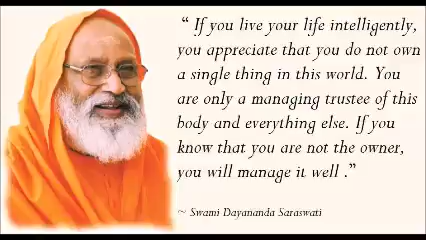 “ If you live your life intelligently,
you appreciate that you do not own
a single thing in this world. You
are only a managing trustee of this
body and everything else. If you
know that you are not the owner,
you will manage it well .”
~ Swami Dayananda Saraswati